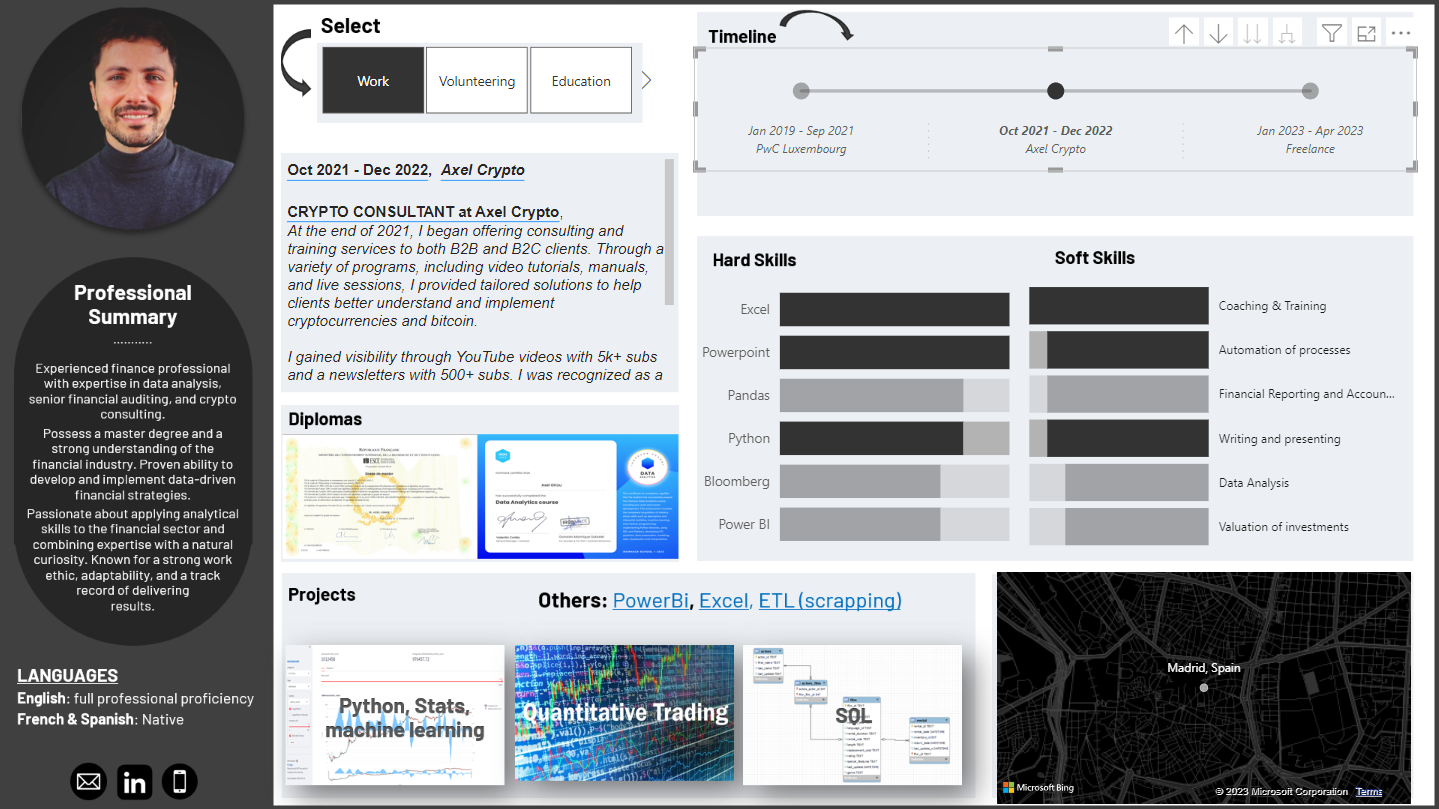 Professional
Summary
...........
Experienced finance professional
with expertise in data analysis,
senior financial auditing, and crypto
consulting.
Possess a master degree and a
strong understanding of the
financial industry. Proven ability to
develop and implement data-driven
financial strategies.
Passionate about applying analytical
skills to the financial sector and
combining expertise with a natural
curiosity. Known for a strong work
ethic, adaptability, and a track
record of delivering
results.
LANGUAGES
English: full professional proficiency
French & Spanish: Native
in
Select
Work
Volunteering
Education
Timeline
Jan 2019 - Sep 2021
PwC Luxembourg
Oct 2021 - Dec 2022
Axel Crypto
Jan 2023 - Apr 2023
Freelance
Oct 2021 - Dec 2022, Axel Crypto
CRYPTO CONSULTANT at Axel Crypto,
At the end of 2021, I began offering consulting and
training services to both B2B and B2C clients. Through a
variety of programs, including video tutorials, manuals,
and live sessions, I provided tailored solutions to help
clients better understand and implement
cryptocurrencies and bitcoin.
I gained visibility through YouTube videos with 5k+ subs
and a newsletters with 500+ subs. I was recognized as a
Hard Skills
Excel
Powerpoint
Pandas
Python
Bloomberg
Power BI
Soft Skills
Coaching & Training
Automation of processes
Financial Reporting and Accoun...
Writing and presenting
Data Analysis
Valuation of investments
Diplomas
RÉPUBLIQUE FRANÇAISE
Data Analytics course
DATA
ANALYTICS
Projects
Others: PowerBi, Excel, ETL (scrapping)
Python, Stats,
machine learning
Quantitative Trading
SQL
Madrid, Spain
Microsoft Bing
© 2023 Microsoft Corporation Terms